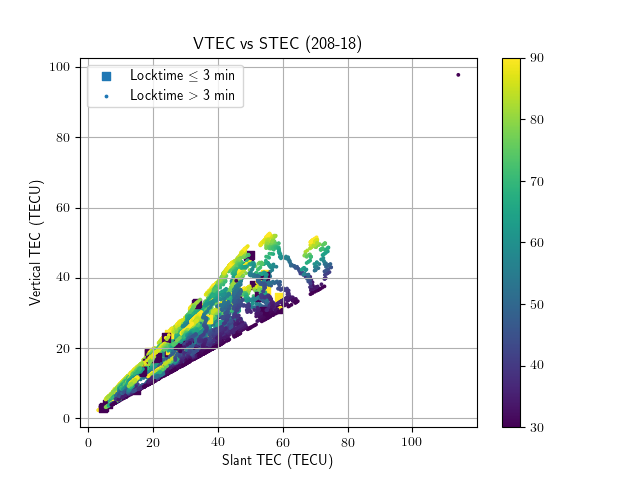 VTEC vs STEC (208-18)
Locktime ≤ 3 min
Locktime > 3 min
Vertical TEC (TECU)
100
80
60
40
20
0
0 20 40 60 80 100
Slant TEC (TECU)
90
80
70
60
50
40
30